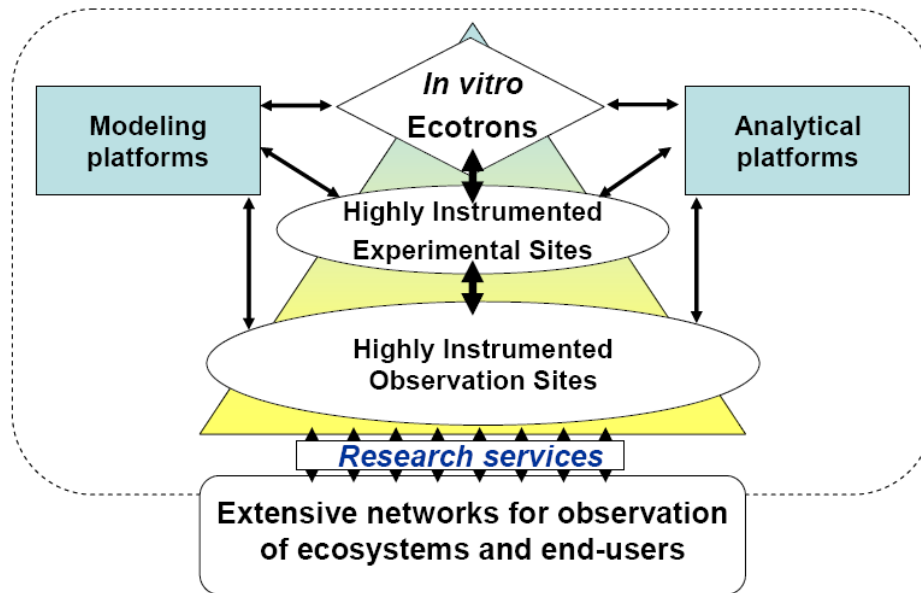 In vitro
Ecotrons
Modeling
platforms
Analytical
platforms
Highly Instrumented
Experimental Sites
Highly Instrumented
Observation Sites
Research services
Extensive networks for observation
of ecosystems and end-users